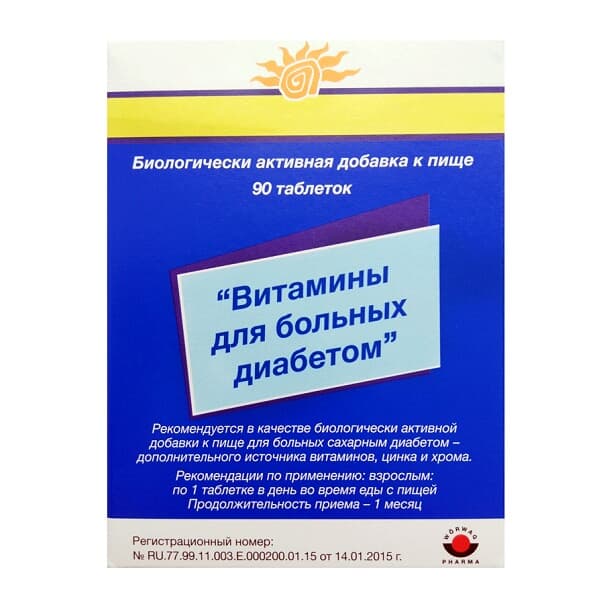 Биологически активная добавка к пище
90 таблеток
“Витамины
для больных
диабетом”
Рекомендуется в качестве биологически активной
добавки к пище для больных сахарным диабетом –
дополнительного источника витаминов, цинка и хрома.
Рекомендации по применению: взрослым:
по 1 таблетке в день во время еды с пищей
Продолжительность приема – 1 месяц
Регистрационный номер:
№ RU.77.99.11.003.Е.000200.01.15 от 14.01.2015 г.
WÖRWAG
PHARMA